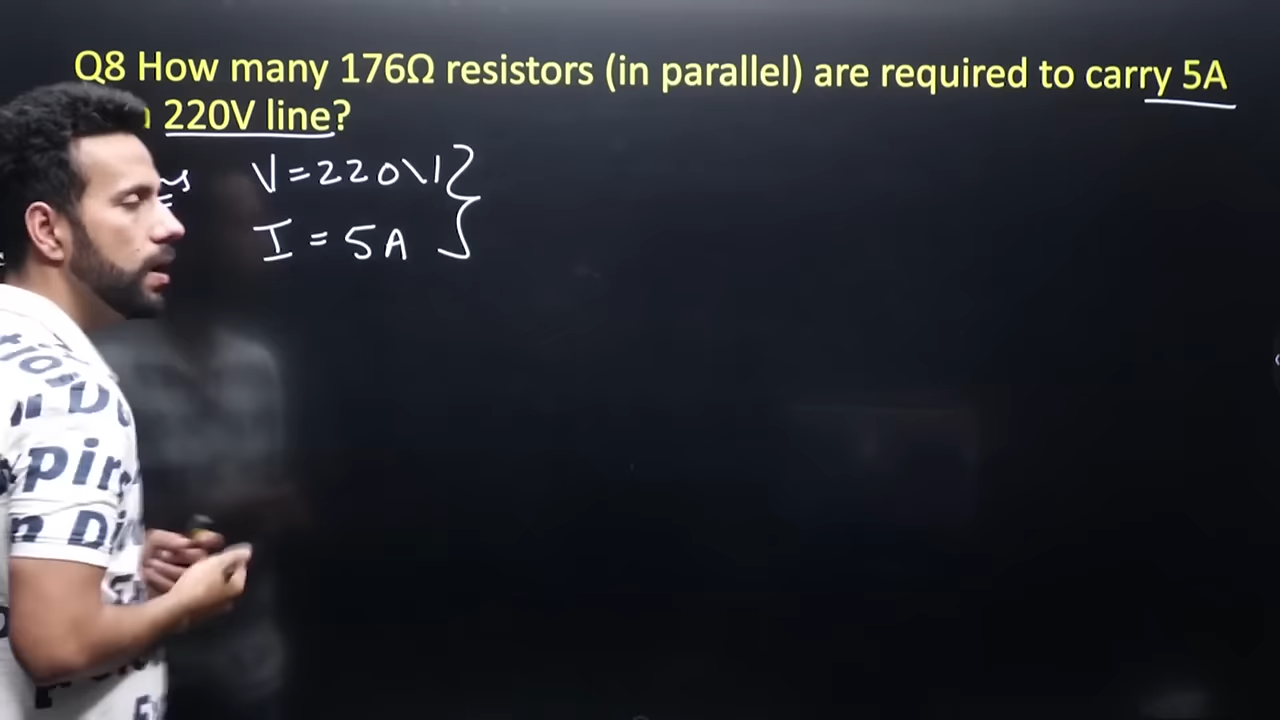 Q8 How many 176Ω resistors (in parallel) are required to carry 5A
220V line?
V = 220V
I = 5A